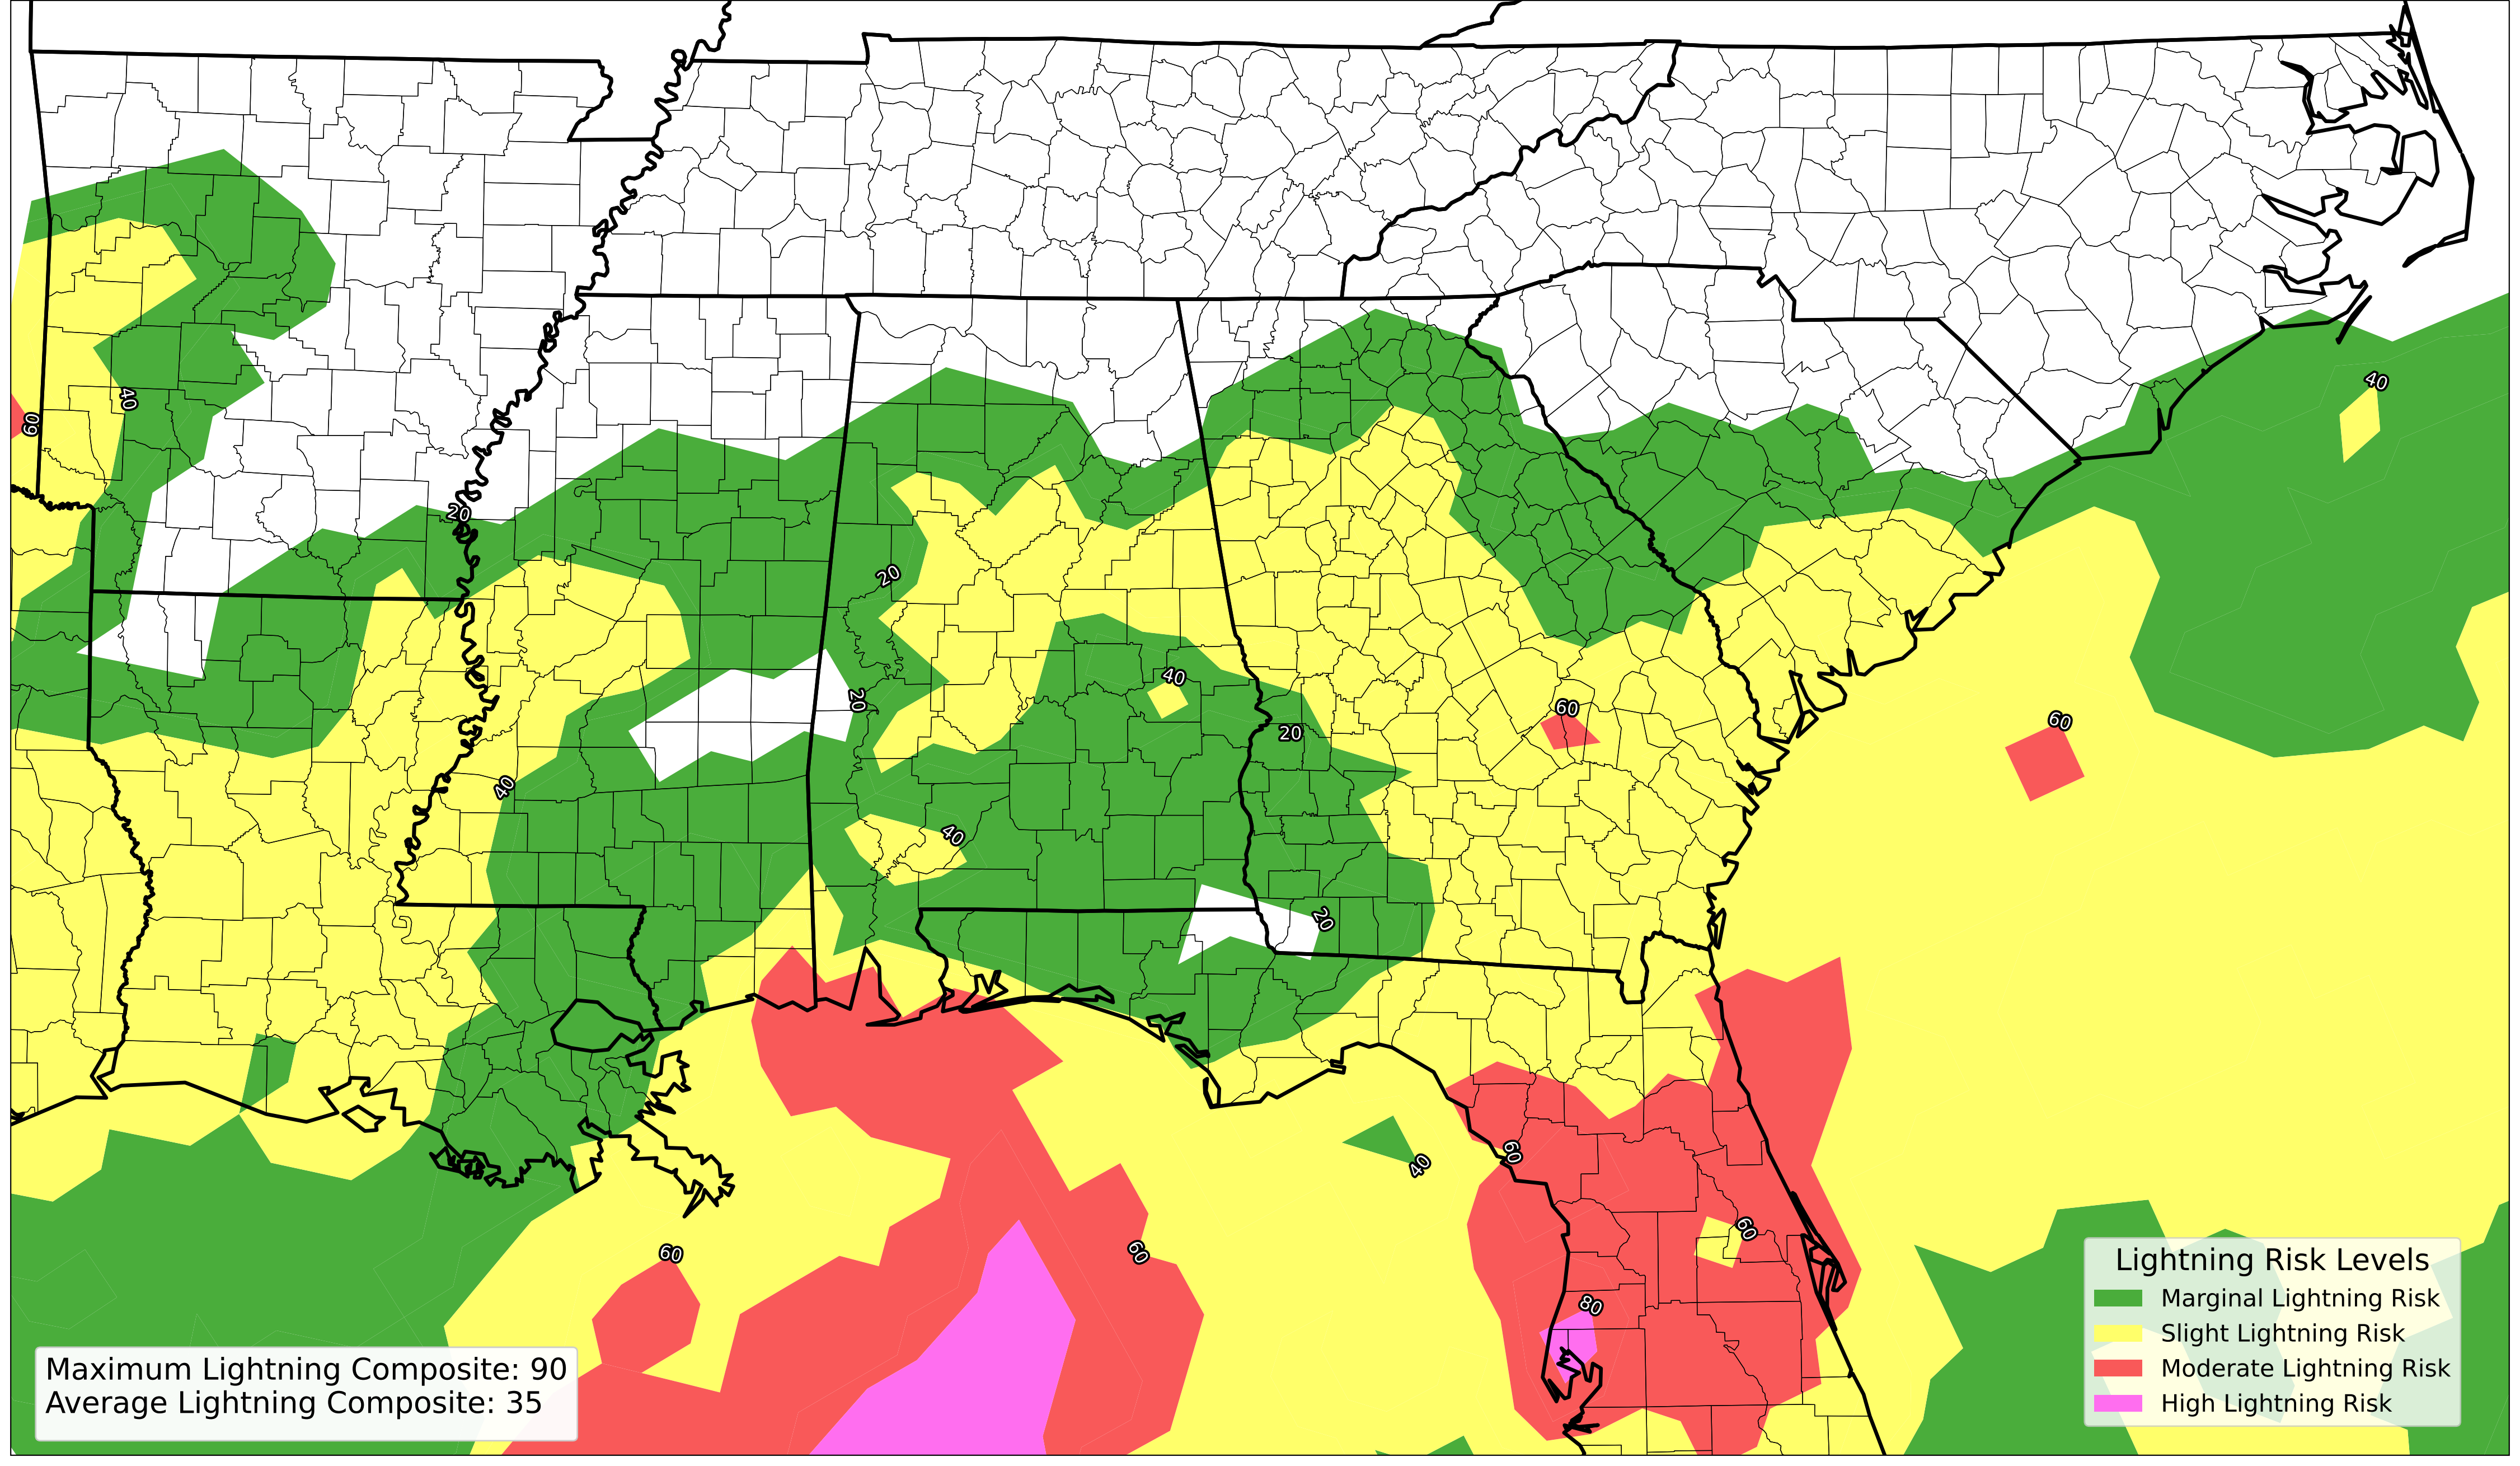 40
40
60
20
20
40
20
60
20
60
40
40
20
60
40
60
60
60
80
Lightning Risk Levels
Marginal Lightning Risk
Slight Lightning Risk
Moderate Lightning Risk
High Lightning Risk
Maximum Lightning Composite: 90
Average Lightning Composite: 35